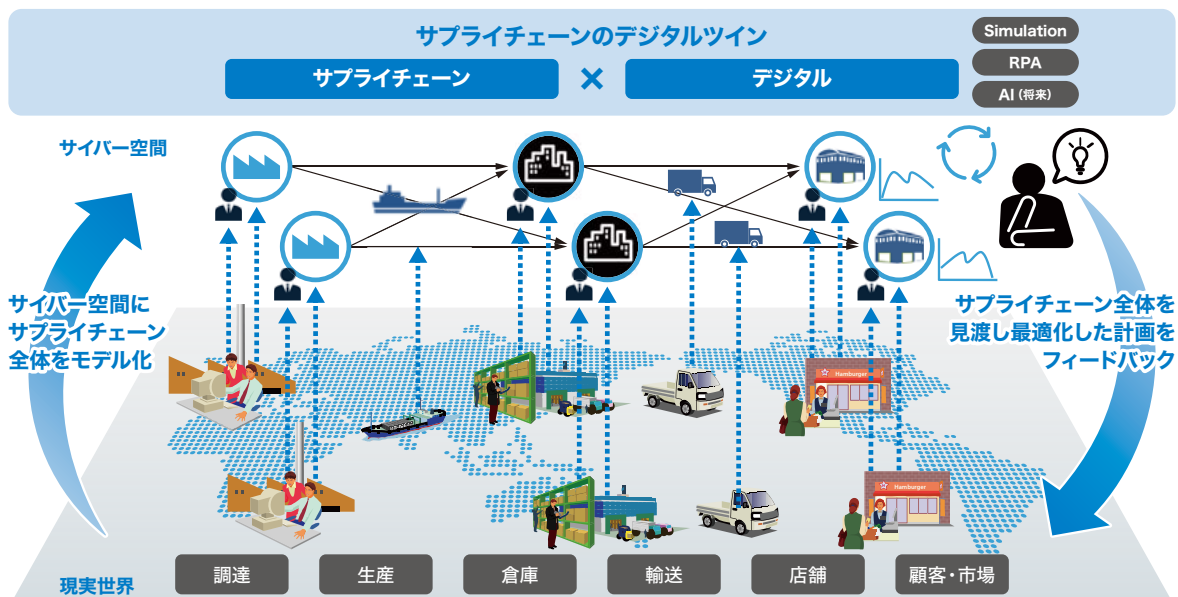 サプライチェーンのデジタルツイン
サプライチェーン × デジタル
Simulation
RPA
AI（将来）
サイバー空間
サイバー空間に
サプライチェーン
全体をモデル化
サプライチェーン全体を
見渡し最適化した計画を
フィードバック
Hamburger
Hamburger
現実世界
調達
生産
倉庫
輸送
店舗
顧客・市場